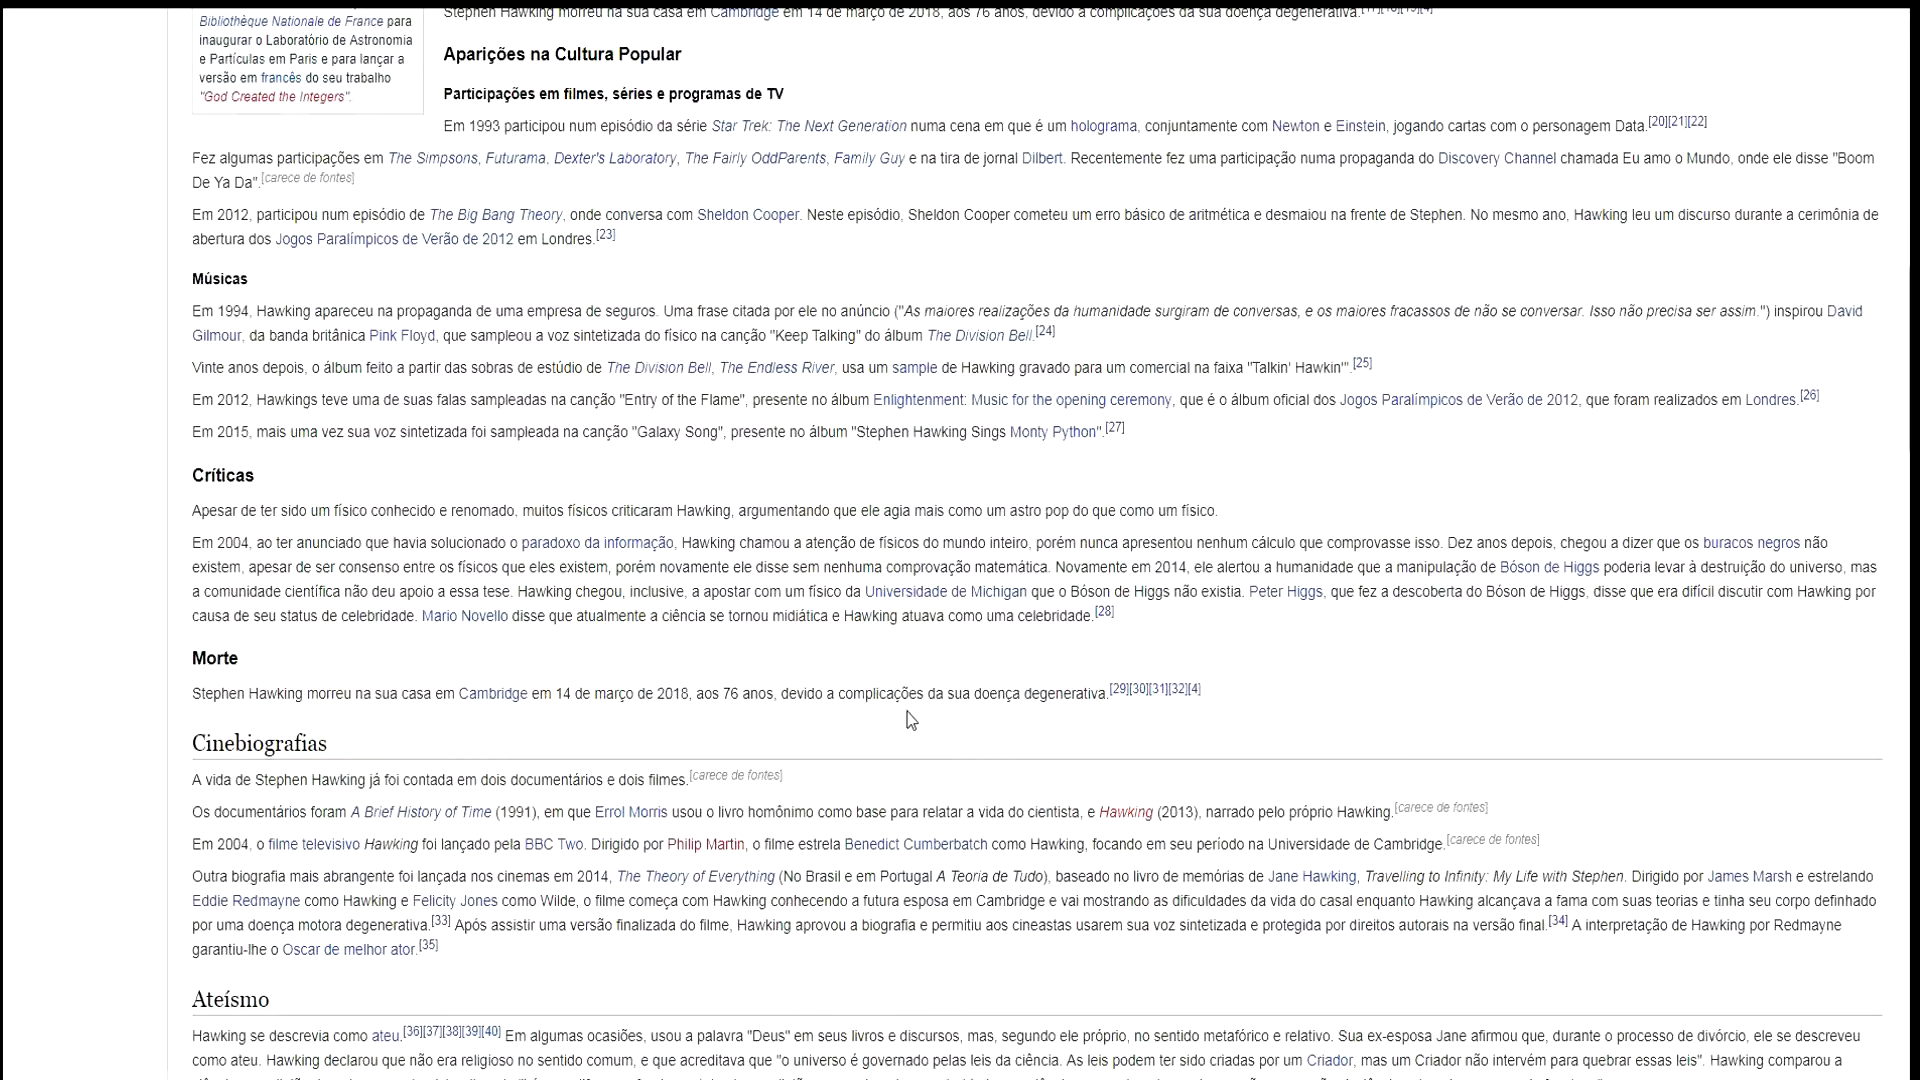 Bibliothèque Nationale de France para
inaugurar o Laboratório de Astronomia
e Partículas em Paris e para lançar a
versão em francês do seu trabalho
"God Created the Integers".
Stephen Hawking morreu na sua casa em Cambridge em 14 de março de 2018, aos 76 anos, devido a complicações da sua doença degenerativa.
Aparições na Cultura Popular
Participações em filmes, séries e programas de TV
Em 1993 participou num episódio da série Star Trek: The Next Generation numa cena em que é um holograma, conjuntamente com Newton e Einstein, jogando cartas com o personagem Data.[20][21][22]
Fez algumas participações em The Simpsons, Futurama, Dexter's Laboratory, The Fairly OddParents, Family Guy e na tira de jornal Dilbert. Recentemente fez uma participação numa propaganda do Discovery Channel chamada Eu amo o Mundo, onde ele disse "Boom
De Ya Da".[carece de fontes]
Em 2012, participou num episódio de The Big Bang Theory, onde conversa com Sheldon Cooper. Neste episódio, Sheldon Cooper cometeu um erro básico de aritmética e desmaiou na frente de Stephen. No mesmo ano, Hawking leu um discurso durante a cerimônia de
abertura dos Jogos Paralímpicos de Verão de 2012 em Londres.[23]
Músicas
Em 1994, Hawking apareceu na propaganda de uma empresa de seguros. Uma frase citada por ele no anúncio ("As maiores realizações da humanidade surgiram de conversas, e os maiores fracassos de não se conversar. Isso não precisa ser assim.") inspirou David
Gilmour, da banda britânica Pink Floyd, que sampleou a voz sintetizada do físico na canção "Keep Talking" do álbum The Division Bell.[24]
Vinte anos depois, o álbum feito a partir das sobras de estúdio de The Division Bell, The Endless River, usa um sample de Hawking gravado para um comercial na faixa "Talkin' Hawkin'".[25]
Em 2012, Hawkings teve uma de suas falas sampleadas na canção "Entry of the Flame", presente no álbum Enlightenment: Music for the opening ceremony, que é o álbum oficial dos Jogos Paralímpicos de Verão de 2012, que foram realizados em Londres.[26]
Em 2015, mais uma vez sua voz sintetizada foi sampleada na canção "Galaxy Song", presente no álbum "Stephen Hawking Sings Monty Python".[27]
Críticas
Apesar de ter sido um físico conhecido e renomado, muitos físicos criticaram Hawking, argumentando que ele agia mais como um astro pop do que como um físico.
Em 2004, ao ter anunciado que havia solucionado o paradoxo da informação, Hawking chamou a atenção de físicos do mundo inteiro, porém nunca apresentou nenhum cálculo que comprovasse isso. Dez anos depois, chegou a dizer que os buracos negros não
existem, apesar de ser consenso entre os físicos que eles existem, porém novamente ele disse sem nenhuma comprovação matemática. Novamente em 2014, ele alertou a humanidade que a manipulação de Bóson de Higgs poderia levar à destruição do universo, mas
a comunidade científica não deu apoio a essa tese. Hawking chegou, inclusive, a apostar com um físico da Universidade de Michigan que o Bóson de Higgs não existia. Peter Higgs, que fez a descoberta do Bóson de Higgs, disse que era difícil discutir com Hawking por
causa de seu status de celebridade. Mario Novello disse que atualmente a ciência se tornou midiática e Hawking atuava como uma celebridade.[28]
Morte
Stephen Hawking morreu na sua casa em Cambridge em 14 de março de 2018, aos 76 anos, devido a complicações da sua doença degenerativa.[29][30][31][32][4]
Cinebiografias
A vida de Stephen Hawking já foi contada em dois documentários e dois filmes.[carece de fontes]
Os documentários foram A Brief History of Time (1991), em que Errol Morris usou o livro homônimo como base para relatar a vida do cientista, e Hawking (2013), narrado pelo próprio Hawking.[carece de fontes]
Em 2004, o filme televisivo Hawking foi lançado pela BBC Two. Dirigido por Philip Martin, o filme estrela Benedict Cumberbatch como Hawking, focando em seu período na Universidade de Cambridge.[carece de fontes]
Outra biografia mais abrangente foi lançada nos cinemas em 2014, The Theory of Everything (No Brasil e em Portugal A Teoria de Tudo), baseado no livro de memórias de Jane Hawking, Travelling to Infinity: My Life with Stephen. Dirigido por James Marsh e estrelando
Eddie Redmayne como Hawking e Felicity Jones como Wilde, o filme começa com Hawking conhecendo a futura esposa em Cambridge e vai mostrando as dificuldades da vida do casal enquanto Hawking alcançava a fama com suas teorias e tinha seu corpo definhado
por uma doença motora degenerativa.[33] Após assistir uma versão finalizada do filme, Hawking aprovou a biografia e permitiu aos cineastas usarem sua voz sintetizada e protegida por direitos autorais na versão final.[34] A interpretação de Hawking por Redmayne
garantiu-lhe o Oscar de melhor ator.[35]
Ateísmo
Hawking se descrevia como ateu.[36][37][38][39][40] Em algumas ocasiões, usou a palavra "Deus" em seus livros e discursos, mas, segundo ele próprio, no sentido metafórico e relativo. Sua ex-esposa Jane afirmou que, durante o processo de divórcio, ele se descreveu
como ateu. Hawking declarou que não era religioso no sentido comum, e que acreditava que "o universo é governado pelas leis da ciência. As leis podem ter sido criadas por um Criador, mas um Criador não intervém para quebrar essas leis". Hawking comparou a